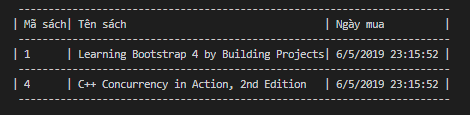 | Mã sách| Tên sách | Ngày mua |
| 1 | Learning Bootstrap 4 by Building Projects| 6/5/2019 23:15:52 |
| 4 | C++ Concurrency in Action, 2nd Edition | 6/5/2019 23:15:52 |